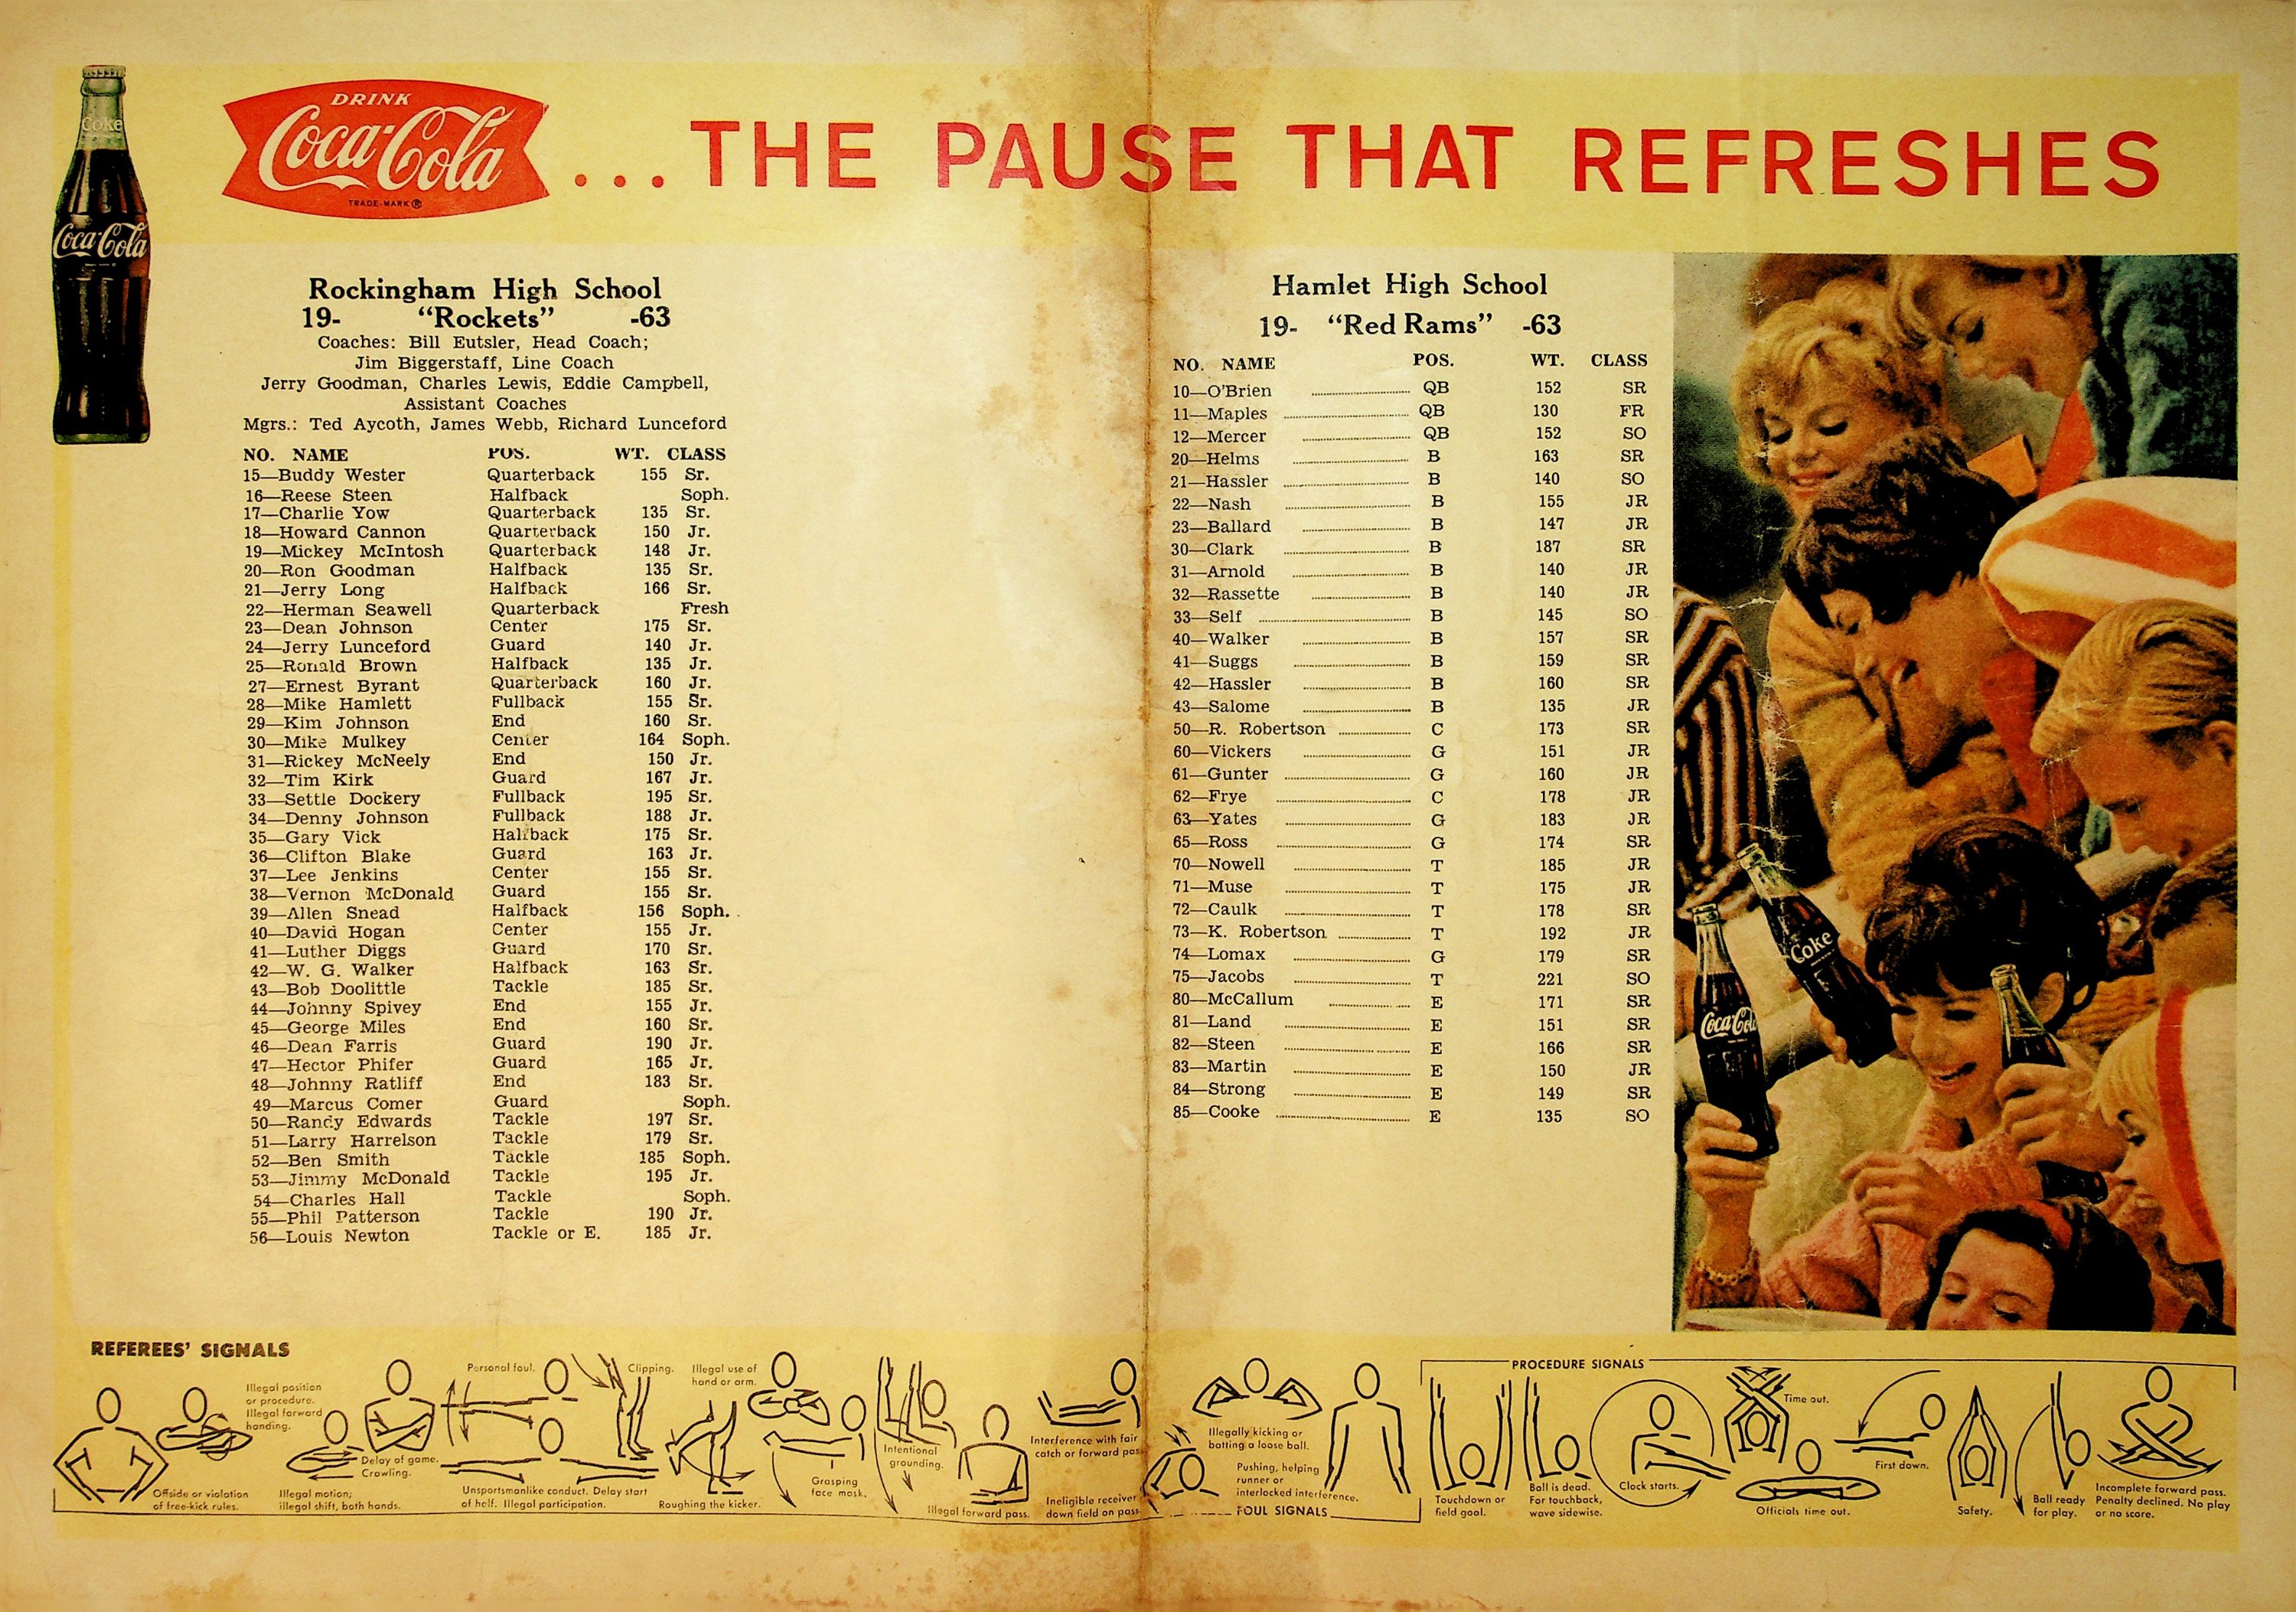 DRINK
Coca-Cola
TRADE-MARK ®
... THE PAUSE THAT REFRESHES
Coke
Coca-Cola
Rockingham High School
19- "Rockets" -63
Coaches: Bill Eutsler, Head Coach;
Jim Biggerstaff, Line Coach
Jerry Goodman, Charles Lewis, Eddie Campbell,
Assistant Coaches
Mgrs.: Ted Aycoth, James Webb, Richard Lunceford
NO. NAME POS. WT. CLASS
15—Buddy Wester Quarterback 155 Sr.
16—Reese Steen Halfback Soph.
17—Charlie Yow Quarterback 135 Sr.
18—Howard Cannon Quarterback 150 Jr.
19—Mickey McIntosh Quarterback 148 Jr.
20—Ron Goodman Halfback 135 Sr.
21—Jerry Long Halfback 166 Sr.
22—Herman Seawell Quarterback Fresh
23—Dean Johnson Center 175 Sr.
24—Jerry Lunceford Guard 140 Jr.
25—Ronald Brown Halfback 135 Jr.
27—Ernest Byrant Quarterback 160 Jr.
28—Mike Hamlett Fullback 155 Sr.
29—Kim Johnson End 160 Sr.
30—Mike Mulkey Center 164 Soph.
31—Rickey McNeely End 150 Jr.
32—Tim Kirk Guard 167 Jr.
33—Settle Dockery Fullback 195 Sr.
34—Denny Johnson Fullback 188 Jr.
35—Gary Vick Halfback 175 Sr.
36—Clifton Blake Guard 163 Jr.
37—Lee Jenkins Center 155 Sr.
38—Vernon McDonald Guard 155 Sr.
39—Allen Snead Halfback 156 Soph.
40—David Hogan Center 155 Jr.
41—Luther Diggs Guard 170 Sr.
42—W. G. Walker Halfback 163 Sr.
43—Bob Doolittle Tackle 185 Sr.
44—Johnny Spivey End 155 Jr.
45—George Miles End 160 Sr.
46—Dean Farris Guard 190 Jr.
47—Hector Phifer Guard 165 Jr.
48—Johnny Ratliff End 183 Sr.
49—Marcus Comer Guard Soph.
50—Randy Edwards Tackle 197 Sr.
51—Larry Harrelson Tackle 179 Sr.
52—Ben Smith Tackle 185 Soph.
53—Jimmy McDonald Tackle 195 Jr.
54—Charles Hall Tackle Soph.
55—Phil Patterson Tackle 190 Jr.
56—Louis Newton Tackle or E. 185 Jr.
Hamlet High School
19- "Red Rams" -63
NO. NAME POS. WT. CLASS
10—O'Brien QB 152 SR
11—Maples QB 130 FR
12—Mercer QB 152 SO
20—Helms B 163 SR
21—Hassler B 140 SO
22—Nash B 155 JR
23—Ballard B 147 JR
30—Clark B 187 SR
31—Arnold B 140 JR
32—Rassette B 140 JR
33—Self B 145 SO
40—Walker B 157 SR
41—Suggs B 159 SR
42—Hassler B 160 SR
43—Salome B 135 JR
50—R. Robertson C 173 SR
60—Vickers G 151 JR
61—Gunter G 160 JR
62—Frye C 178 JR
63—Yates G 183 JR
65—Ross G 174 SR
70—Nowell T 185 JR
71—Muse T 175 JR
72—Caulk T 178 SR
73—K. Robertson T 192 JR
74—Lomax G 179 SR
75—Jacobs T 221 SO
80—McCallum E 171 SR
81—Land E 151 SR
82—Steen E 166 SR
83—Martin E 150 JR
84—Strong E 149 SR
85—Cooke E 135 SO
Coke
Coca-Cola
REFEREES' SIGNALS
Offside or violation
of free-kick rules.
Illegal position
or procedure.
Illegal forward
handing.
Illegal motion;
illegal shift, both hands.
Delay of game.
Crawling.
Personal foul.
Unsportsmanlike conduct. Delay start
of half. Illegal participation.
Clipping.
Roughing the kicker.
Illegal use of
hand or arm.
Grasping
face mask.
Intentional
grounding.
Illegal forward pass.
Interference with fair
catch or forward pass
Ineligible receiver
down field on pass.
Illegally kicking or
batting a loose ball.
Pushing, helping
runner or
interlocked interference.
FOUL SIGNALS
PROCEDURE SIGNALS
Touchdown or
field goal.
Ball is dead.
For touchback,
wave sidewise.
Clock starts.
Time out.
Officials time out.
First down.
Safety.
Ball ready
for play.
Incomplete forward pass.
Penalty declined. No play
or no score.